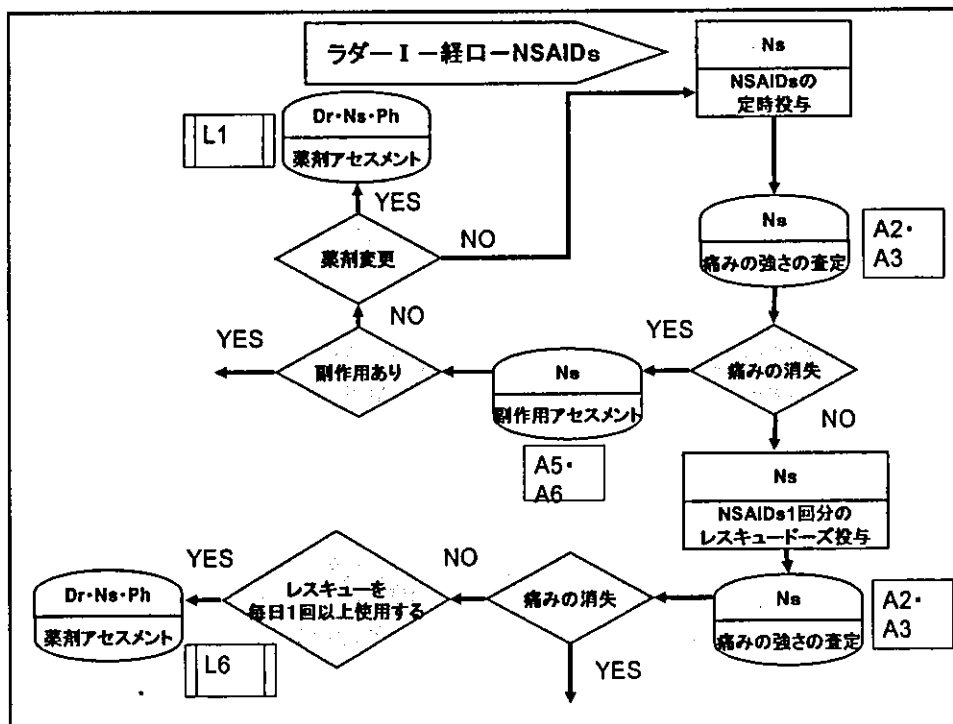 ラダーⅠ－経口－NSAIDs
Ns
NSAIDsの
定時投与
Dr・Ns・Ph
薬剤アセスメント
L1
YES
薬剤変更
NO
Ns
痛みの強さの査定
A2・
A3
YES
NO
YES
副作用あり
Ns
副作用アセスメント
痛みの消失
NO
A5・
A6
Ns
NSAIDs1回分の
レスキュードーズ投与
YES
レスキューを
毎日1回以上使用する
NO
痛みの消失
Ns
痛みの強さの査定
A2・
A3
Dr・Ns・Ph
薬剤アセスメント
L6
YES